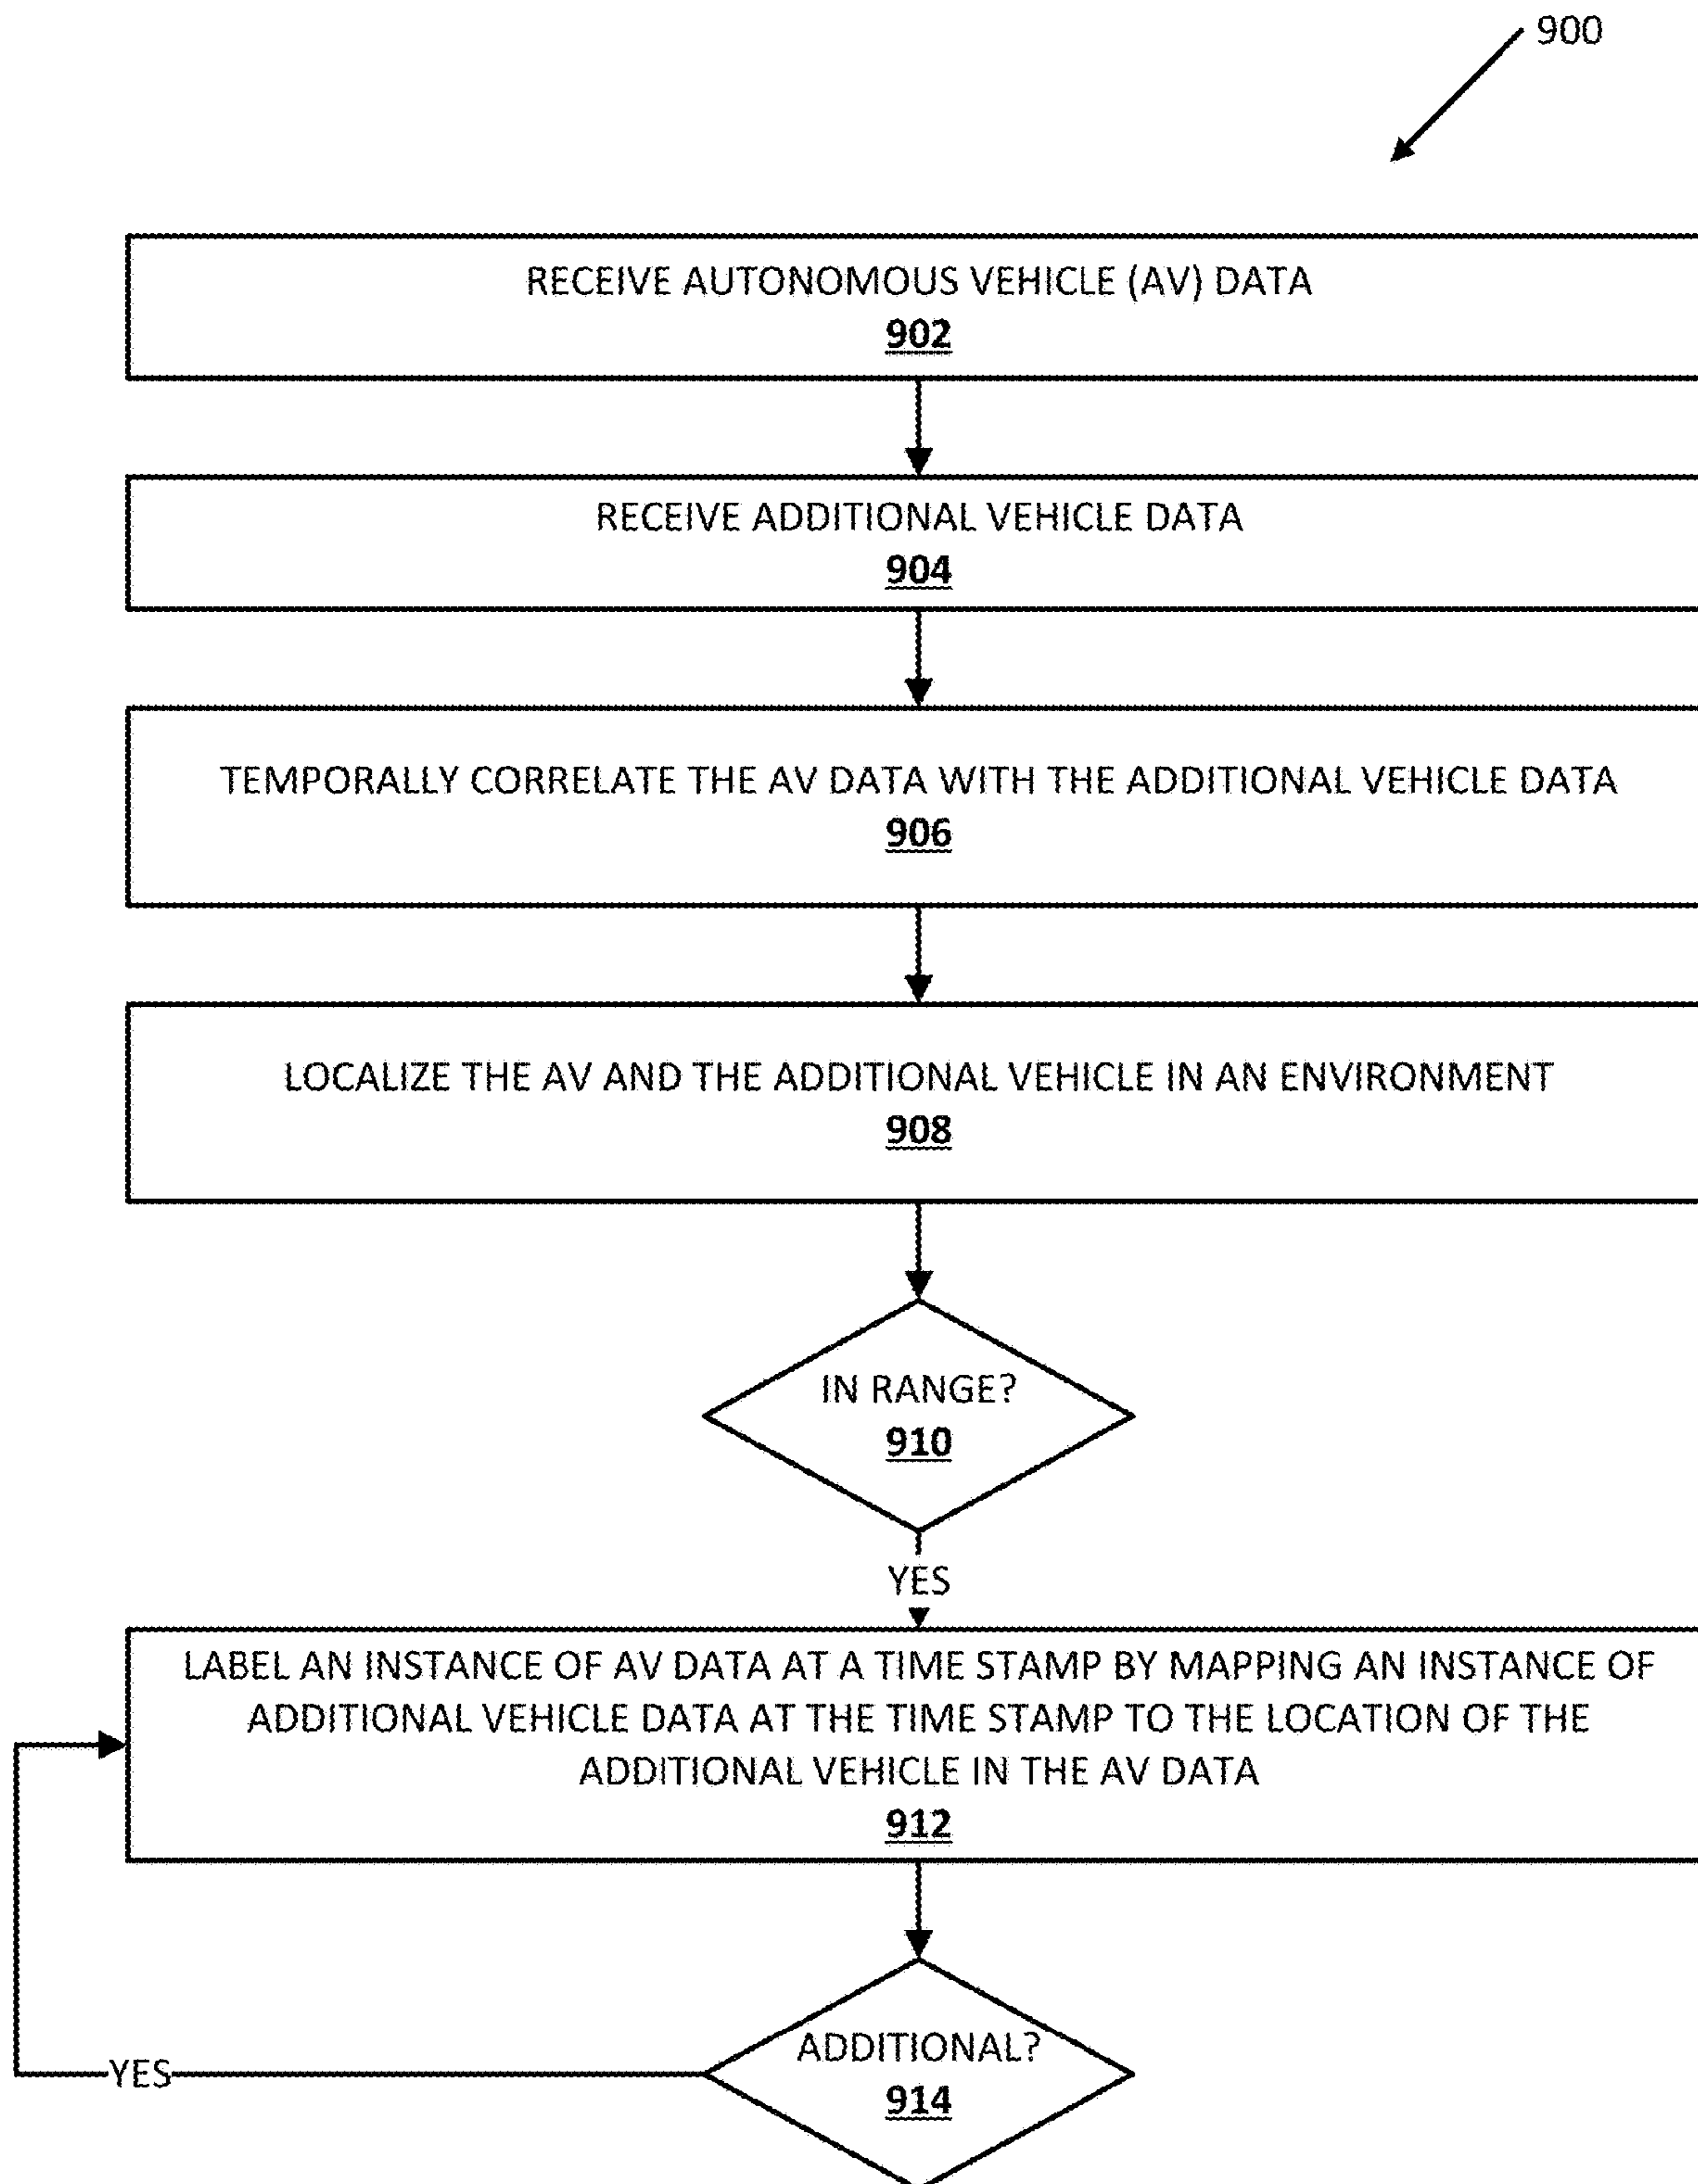 900
RECEIVE AUTONOMOUS VEHICLE (AV) DATA
902
RECEIVE ADDITIONAL VEHICLE DATA
904
TEMPORALLY CORRELATE THE AV DATA WITH THE ADDITIONAL VEHICLE DATA
906
LOCALIZE THE AV AND THE ADDITIONAL VEHICLE IN AN ENVIRONMENT
908
IN RANGE?
910
YES
LABEL AN INSTANCE OF AV DATA AT A TIME STAMP BY MAPPING AN INSTANCE OF
ADDITIONAL VEHICLE DATA AT THE TIME STAMP TO THE LOCATION OF THE
ADDITIONAL VEHICLE IN THE AV DATA
912
ADDITIONAL?
YES
914